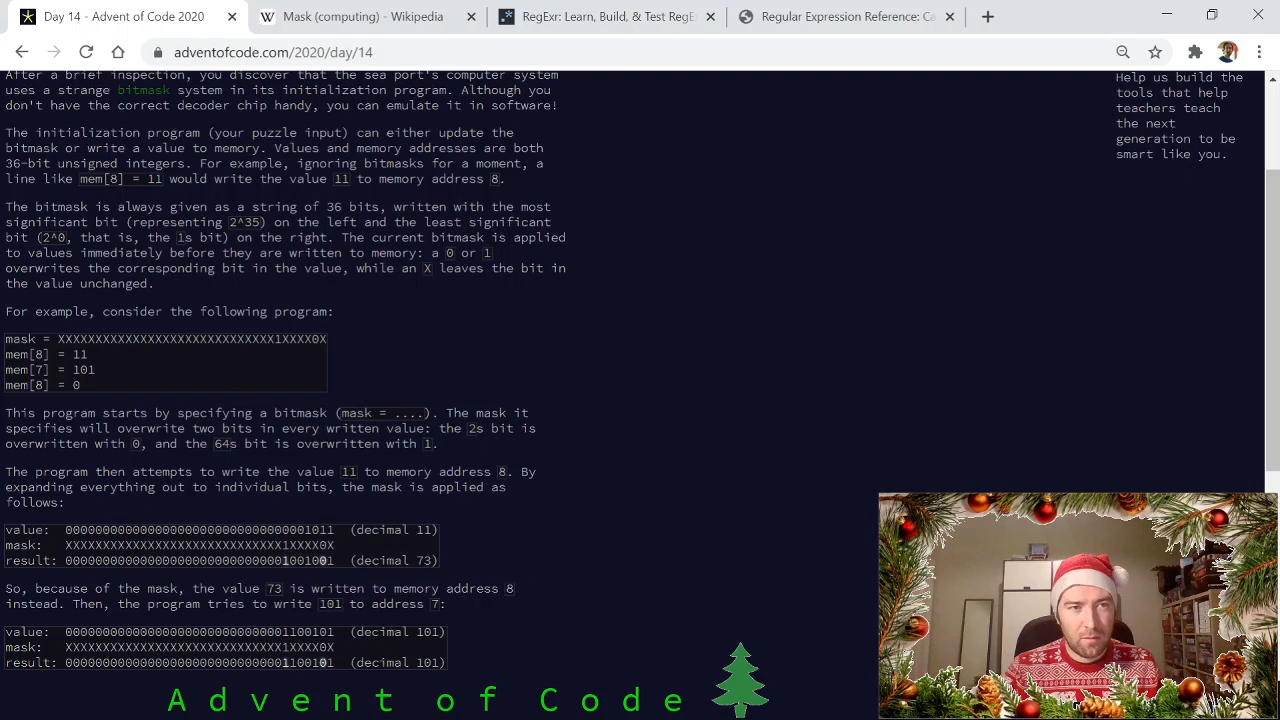 Day 14 - Advent of Code 2020
Mask (computing) - Wikipedia
RegExr: Learn, Build, & Test RegE
Regular Expression Reference: C
adventofcode.com/2020/day/14
After a brief inspection, you discover that the sea port's computer system
uses a strange bitmask system in its initialization program. Although you
don't have the correct decoder chip handy, you can emulate it in software!
The initialization program (your puzzle input) can either update the
bitmask or write a value to memory. Values and memory addresses are both
36-bit unsigned integers. For example, ignoring bitmasks for a moment, a
line like mem[8] = 11 would write the value 11 to memory address 8.
The bitmask is always given as a string of 36 bits, written with the most
significant bit (representing 2^35) on the left and the least significant
bit (2^0, that is, the 1s bit) on the right. The current bitmask is applied
to values immediately before they are written to memory: a 0 or 1
overwrites the corresponding bit in the value, while an X leaves the bit in
the value unchanged.
For example, consider the following program:
mask = XXXXXXXXXXXXXXXXXXXXXXXXXXXXX1XXXX0X
mem[8] = 11
mem[7] = 101
mem[8] = 0
This program starts by specifying a bitmask (mask = ....). The mask it
specifies will overwrite two bits in every written value: the 2s bit is
overwritten with 0, and the 64s bit is overwritten with 1.
The program then attempts to write the value 11 to memory address 8. By
expanding everything out to individual bits, the mask is applied as
follows:
value: 000000000000000000000000000000001011 (decimal 11)
mask: XXXXXXXXXXXXXXXXXXXXXXXXXXXXX1XXXX0X
result: 000000000000000000000000000001001001 (decimal 73)
So, because of the mask, the value 73 is written to memory address 8
instead. Then, the program tries to write 101 to address 7:
value: 000000000000000000000000000001100101 (decimal 101)
mask: XXXXXXXXXXXXXXXXXXXXXXXXXXXXX1XXXX0X
result: 000000000000000000000000000001100101 (decimal 101)
Help us build the
tools that help
teachers teach
the next
generation to be
smart like you.
Advent of Code